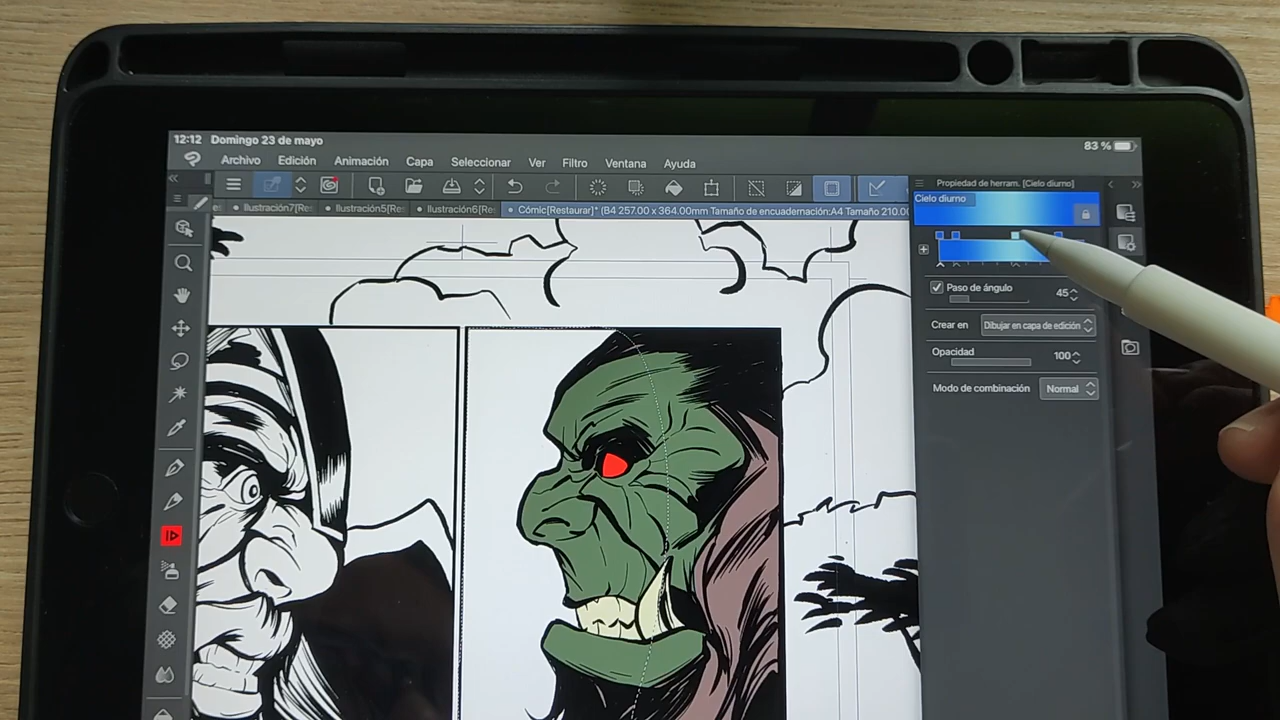 12:12 Domingo 23 de mayo
83 %
Archivo Edición Animación Capa Seleccionar Ver Filtro Ventana Ayuda
Ilustración7[Re Ilustración5[Re Ilustración6[Re Cómic[Restaurar]* (B4 257.00 x 364.00mm Tamaño de encuadernación:A4 Tamaño 210.00
Propiedad de herram. [Cielo diurno]
Cielo diurno
Paso de ángulo 45
Crear en Dibujar en capa de edición
Opacidad 100
Modo de combinación Normal